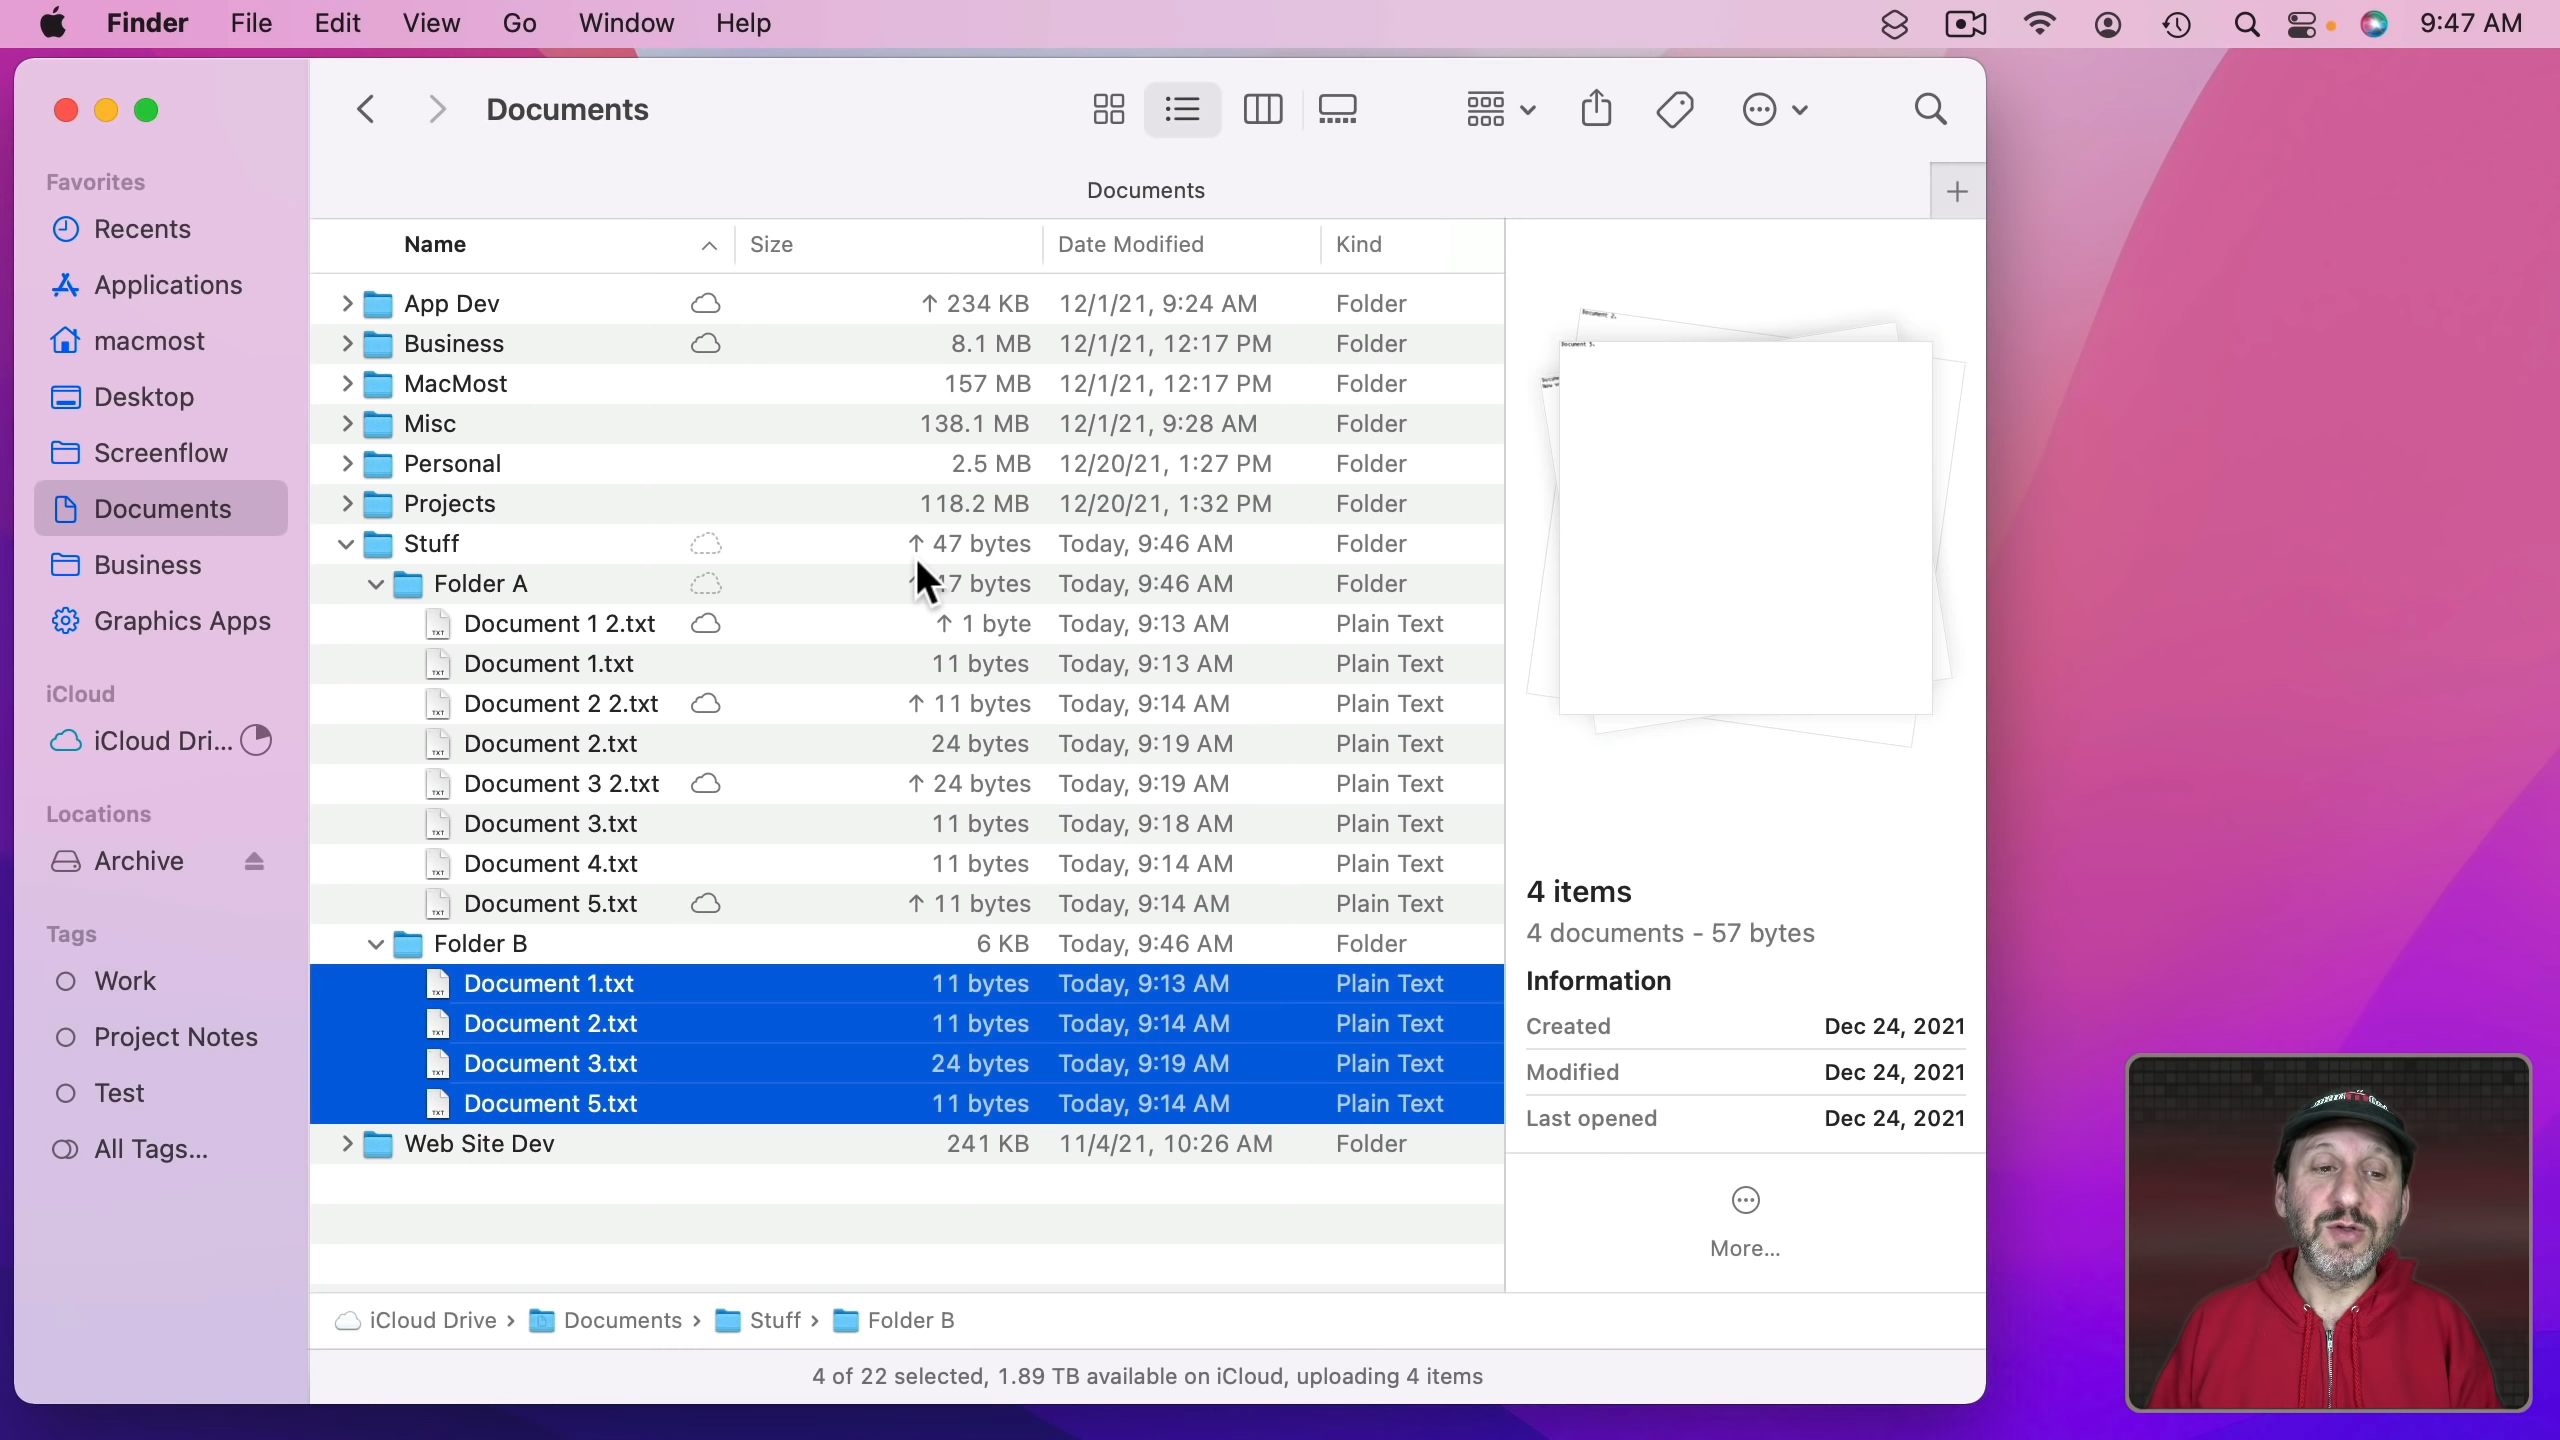 Finder File Edit View Go Window Help 9:47 AM
Documents
Documents
Favorites
Recents
Applications
macmost
Desktop
Screenflow
Documents
Business
Graphics Apps
iCloud
iCloud Dri...
Locations
Archive
Tags
Work
Project Notes
Test
All Tags...
Name Size Date Modified Kind
App Dev ↑ 234 KB 12/1/21, 9:24 AM Folder
Business 8.1 MB 12/1/21, 12:17 PM Folder
MacMost 157 MB 12/1/21, 12:17 PM Folder
Misc 138.1 MB 12/1/21, 9:28 AM Folder
Personal 2.5 MB 12/20/21, 1:27 PM Folder
Projects 118.2 MB 12/20/21, 1:32 PM Folder
Stuff ↑ 47 bytes Today, 9:46 AM Folder
Folder A 47 bytes Today, 9:46 AM Folder
Document 1 2.txt ↑ 1 byte Today, 9:13 AM Plain Text
Document 1.txt 11 bytes Today, 9:13 AM Plain Text
Document 2 2.txt ↑ 11 bytes Today, 9:14 AM Plain Text
Document 2.txt 24 bytes Today, 9:19 AM Plain Text
Document 3 2.txt ↑ 24 bytes Today, 9:19 AM Plain Text
Document 3.txt 11 bytes Today, 9:18 AM Plain Text
Document 4.txt 11 bytes Today, 9:14 AM Plain Text
Document 5.txt ↑ 11 bytes Today, 9:14 AM Plain Text
Folder B 6 KB Today, 9:46 AM Folder
Document 1.txt 11 bytes Today, 9:13 AM Plain Text
Document 2.txt 11 bytes Today, 9:14 AM Plain Text
Document 3.txt 24 bytes Today, 9:19 AM Plain Text
Document 5.txt 11 bytes Today, 9:14 AM Plain Text
Web Site Dev 241 KB 11/4/21, 10:26 AM Folder
Document 2.
Document 5.
4 items
4 documents - 57 bytes
Information
Created Dec 24, 2021
Modified Dec 24, 2021
Last opened Dec 24, 2021
More...
iCloud Drive › Documents › Stuff › Folder B
4 of 22 selected, 1.89 TB available on iCloud, uploading 4 items